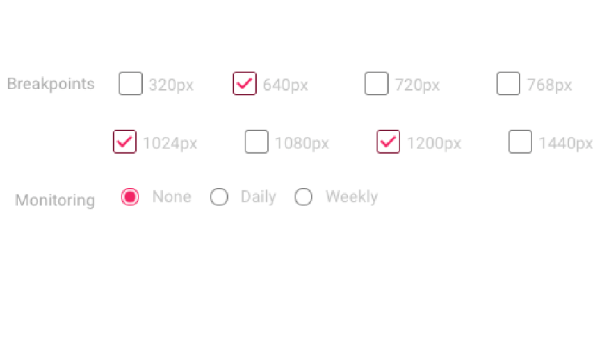 Breakpoints 320px 640px 720px 768px
1024px 1080px 1200px 1440px
Monitoring None Daily Weekly